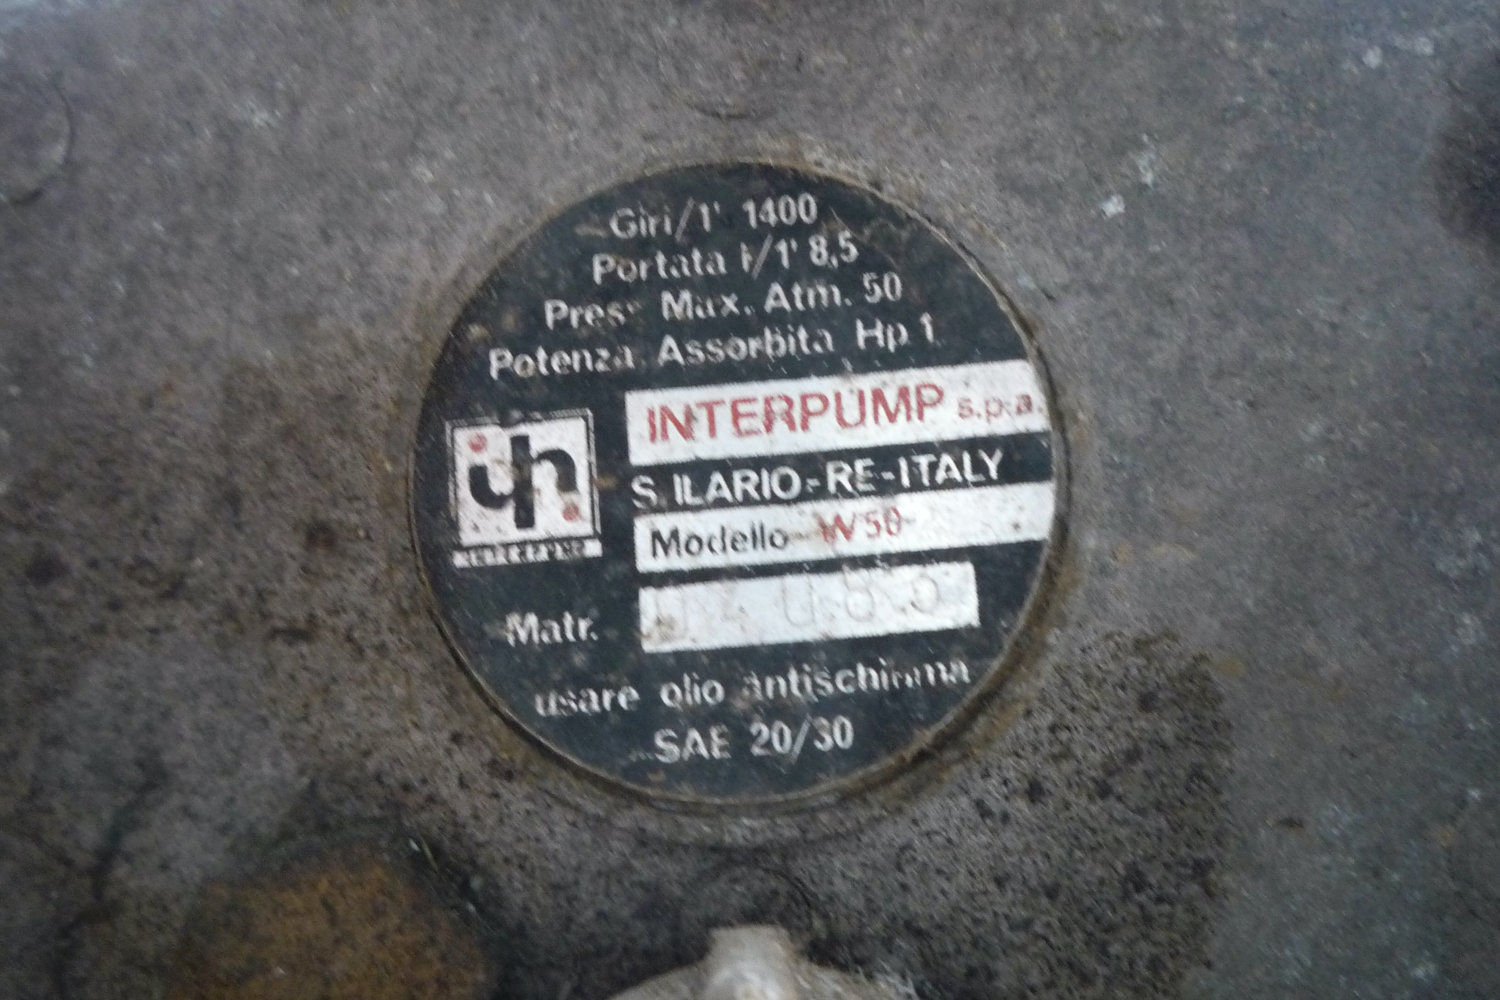 Giri/1' 1400
Portata l/1' 8,5
Press. Max. Atm. 50
Potenza Assorbita Hp 1
INTERPUMP s.p.a.
S. ILARIO-RE-ITALY
Modello W50
Matr.
usare olio antischiuma
SAE 20/30